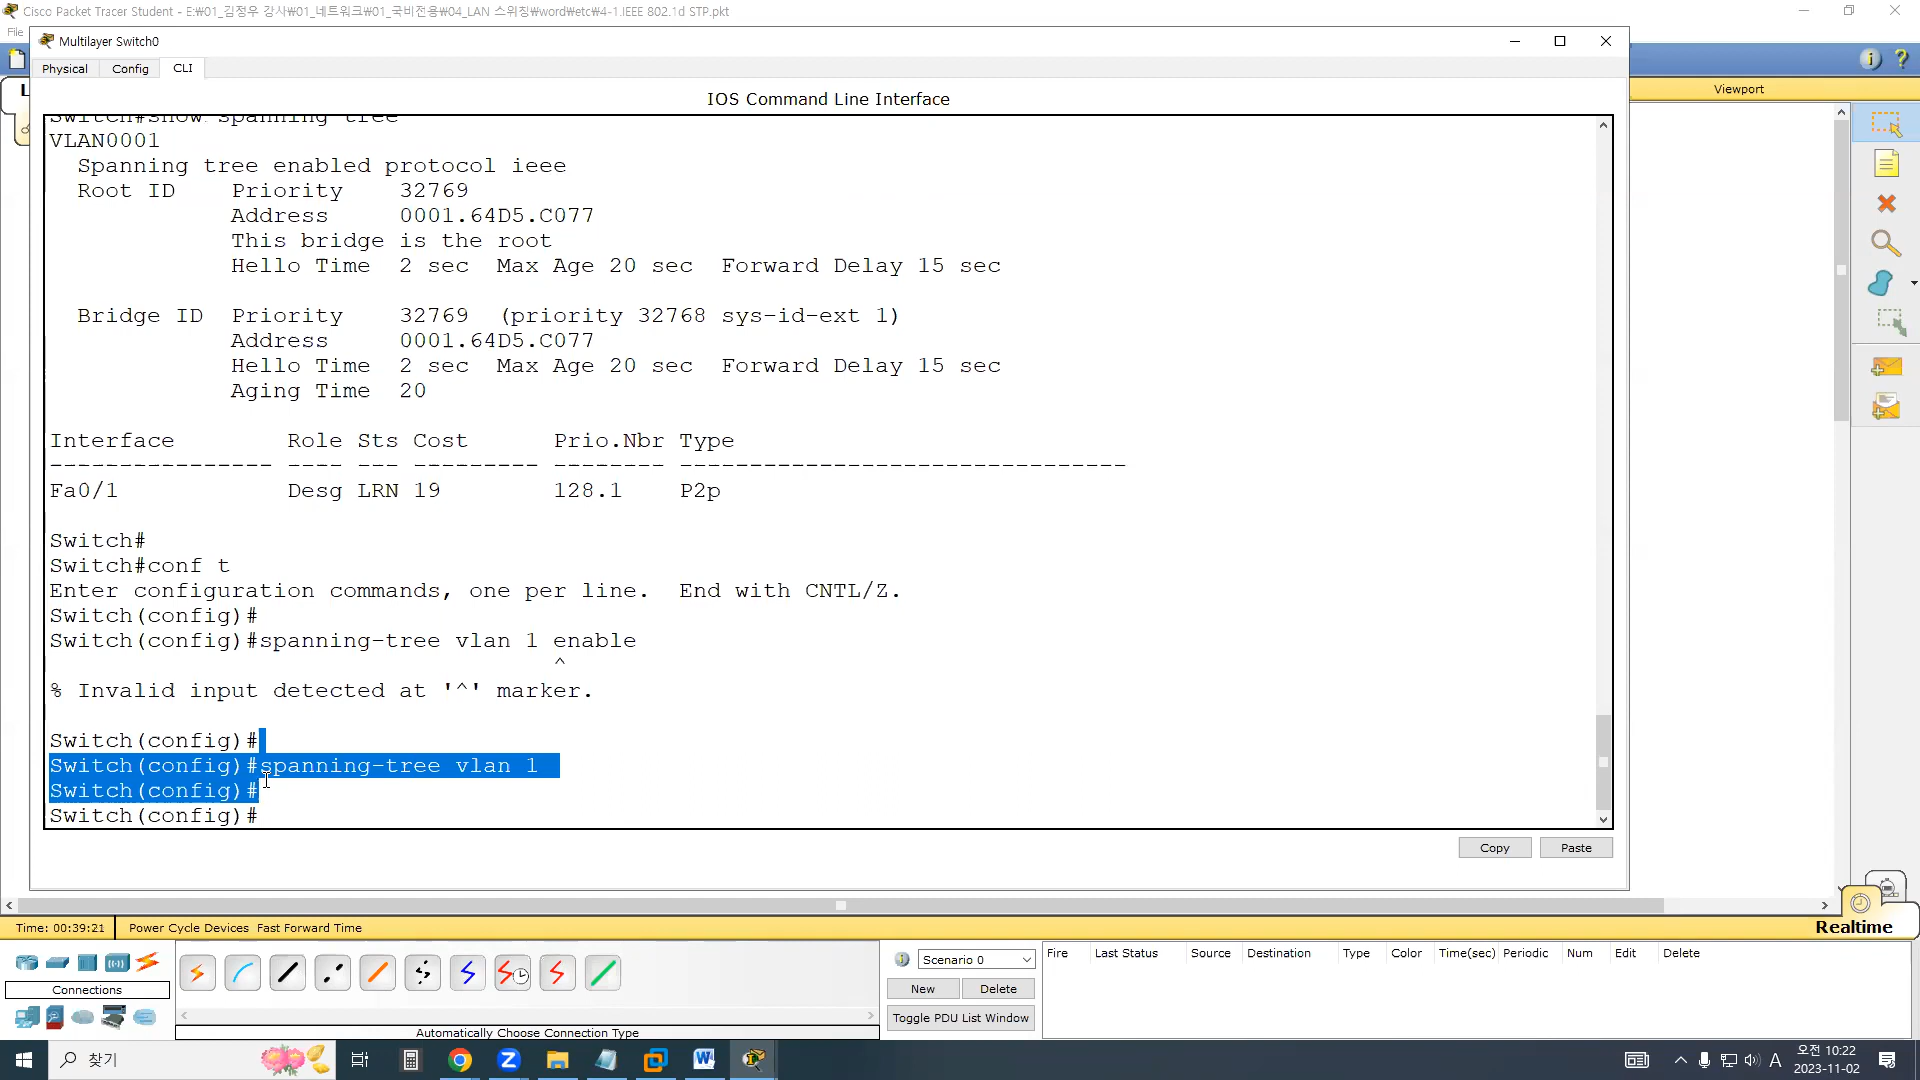 Cisco Packet Tracer Student - E:₩01_김정우 강사₩01_네트워크₩01_국비전용₩04_LAN 스위칭₩word₩etc₩4-1.IEEE 802.1d STP.pkt
File
Multilayer Switch0
Physical Config CLI
Viewport
IOS Command Line Interface
Switch#show spanning tree
VLAN0001
Spanning tree enabled protocol ieee
Root ID Priority 32769
Address 0001.64D5.C077
This bridge is the root
Hello Time 2 sec Max Age 20 sec Forward Delay 15 sec
Bridge ID Priority 32769 (priority 32768 sys-id-ext 1)
Address 0001.64D5.C077
Hello Time 2 sec Max Age 20 sec Forward Delay 15 sec
Aging Time 20
Interface Role Sts Cost Prio.Nbr Type
---------------- ---- --- --------- -------- --------------------------------
Fa0/1 Desg LRN 19 128.1 P2p
Switch#
Switch#conf t
Enter configuration commands, one per line. End with CNTL/Z.
Switch(config)#
Switch(config)#spanning-tree vlan 1 enable
^
% Invalid input detected at '^' marker.
Switch(config)#
Switch(config)#spanning-tree vlan 1
Switch(config)#
Switch(config)#
Copy Paste
Time: 00:39:21 Power Cycle Devices Fast Forward Time
Realtime
Connections
Automatically Choose Connection Type
Scenario 0
New Delete
Toggle PDU List Window
Fire Last Status Source Destination Type Color Time(sec) Periodic Num Edit Delete
찾기
A
오전 10:22
2023-11-02